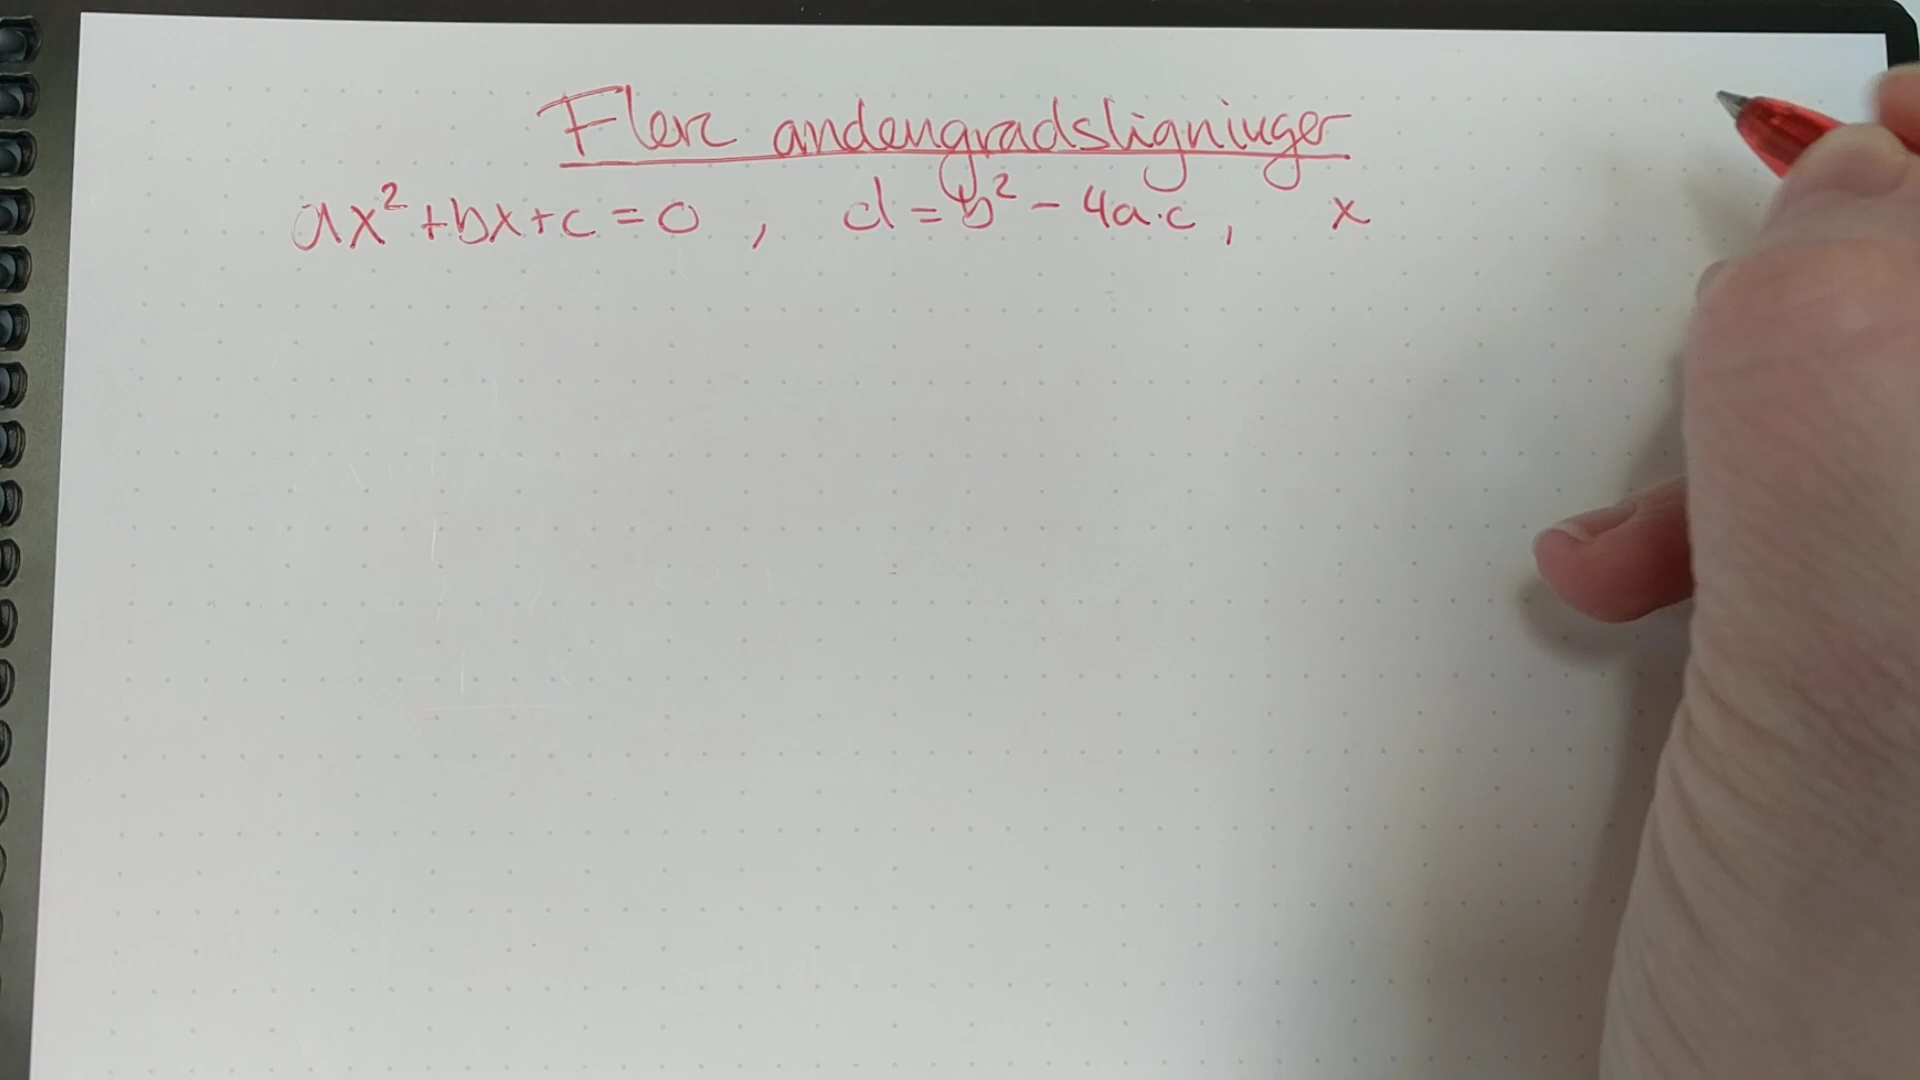 Flere andengradsligninger
ax² + bx + c = 0 , d = b² - 4a·c , x